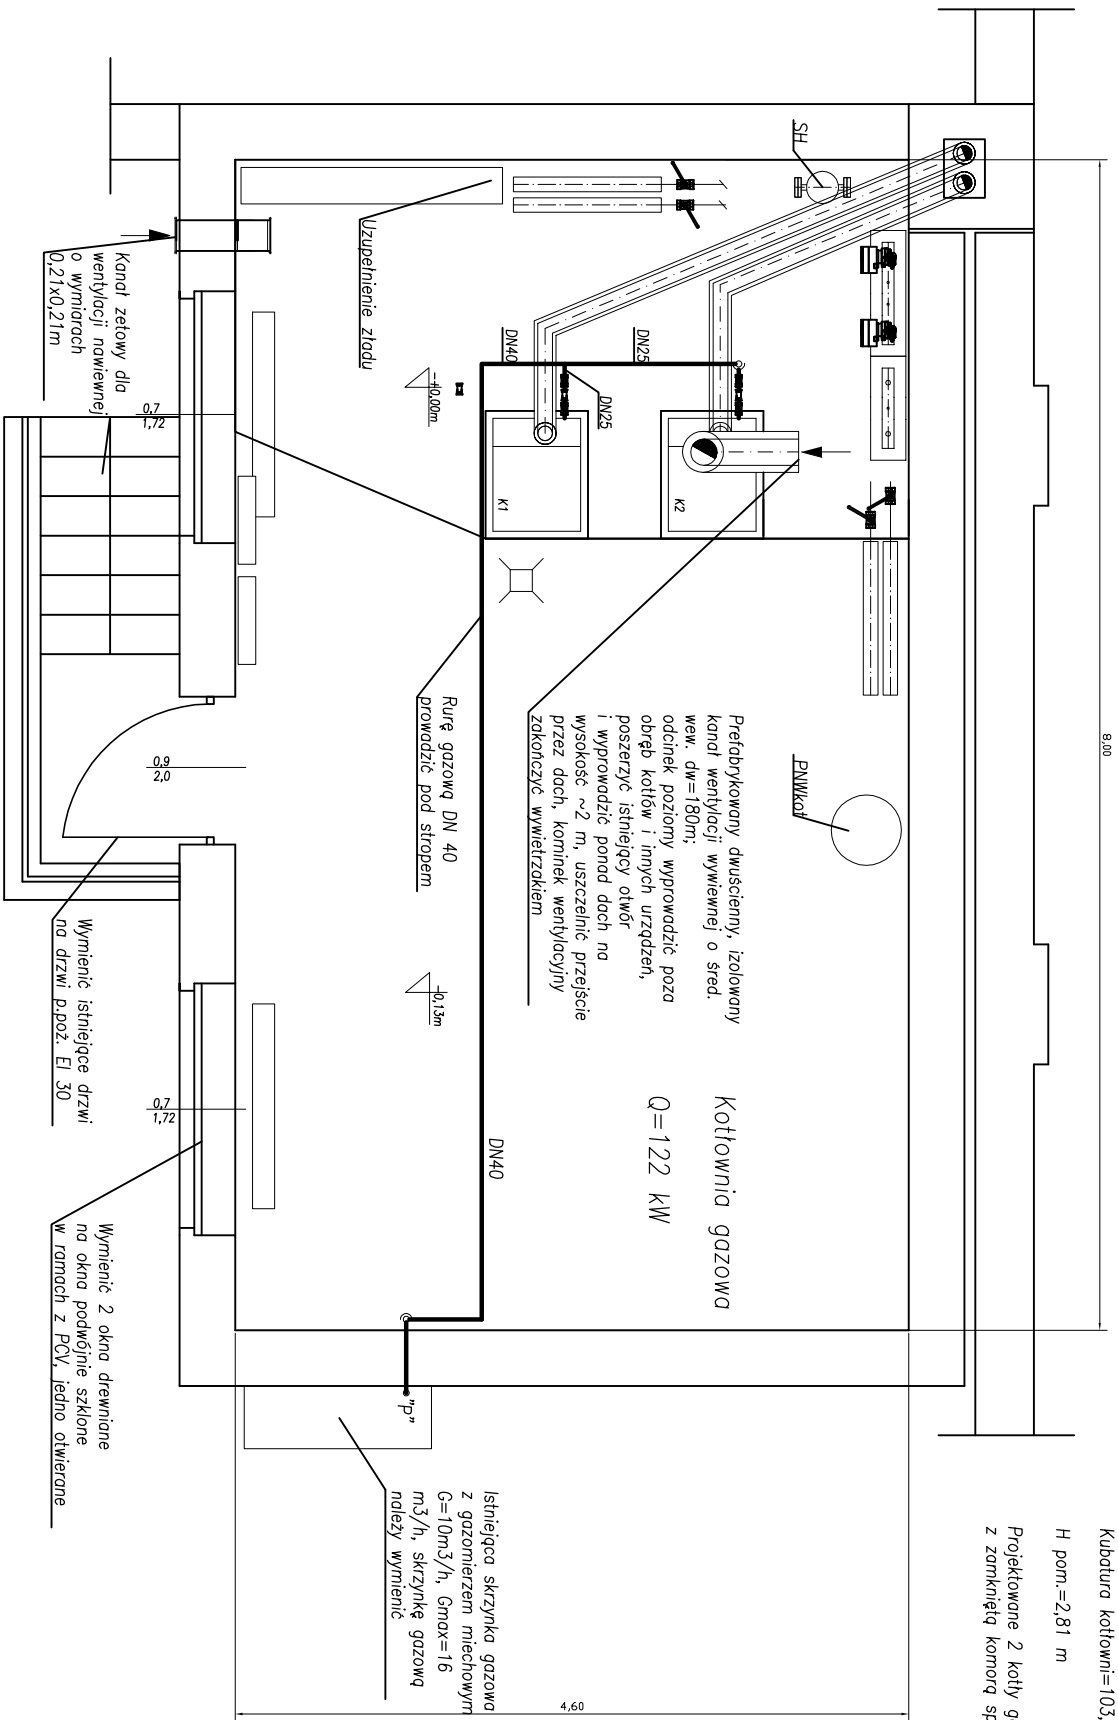 Kubatura kotłowni=103,
H pom.=2,81 m
Projektowane 2 kotły g
z zamkniętą komorą sp
8,00
4,60
SH
Uzupełnienie zładu
Kanał zetowy dla
wentylacji nawiewnej
o wymiarach
0,21x0,21m
DN40
DN25
DN25
-+0,00m
K1
K2
0,7
1,72
PNWkot
Prefabrykowany dwuścienny, izolowany
kanał wentylacji wywiewnej o śred.
wew. dw=180m;
odcinek poziomy wyprowadzić poza
obręb kotłów i innych urządzeń,
poszerzyć istniejący otwór
i wyprowadzić ponad dach na
wysokość ~2 m, uszczelnić przejście
przez dach, kominek wentylacyjny
zakończyć wywietrzakiem
Rurę gazową DN 40
prowadzić pod stropem
0,9
2,0
Wymienić istniejące drzwi
na drzwi p.poż. EI 30
-0,13m
Kotłownia gazowa
Q=122 kW
DN40
0,7
1,72
Wymienić 2 okna drewniane
na okna podwójnie szklone
w ramach z PCV, jedno otwierane
"P"
Istniejąca skrzynka gazowa
z gazomierzem miechowym
G=10m3/h, Gmax=16
m3/h, skrzynkę gazową
należy wymienić